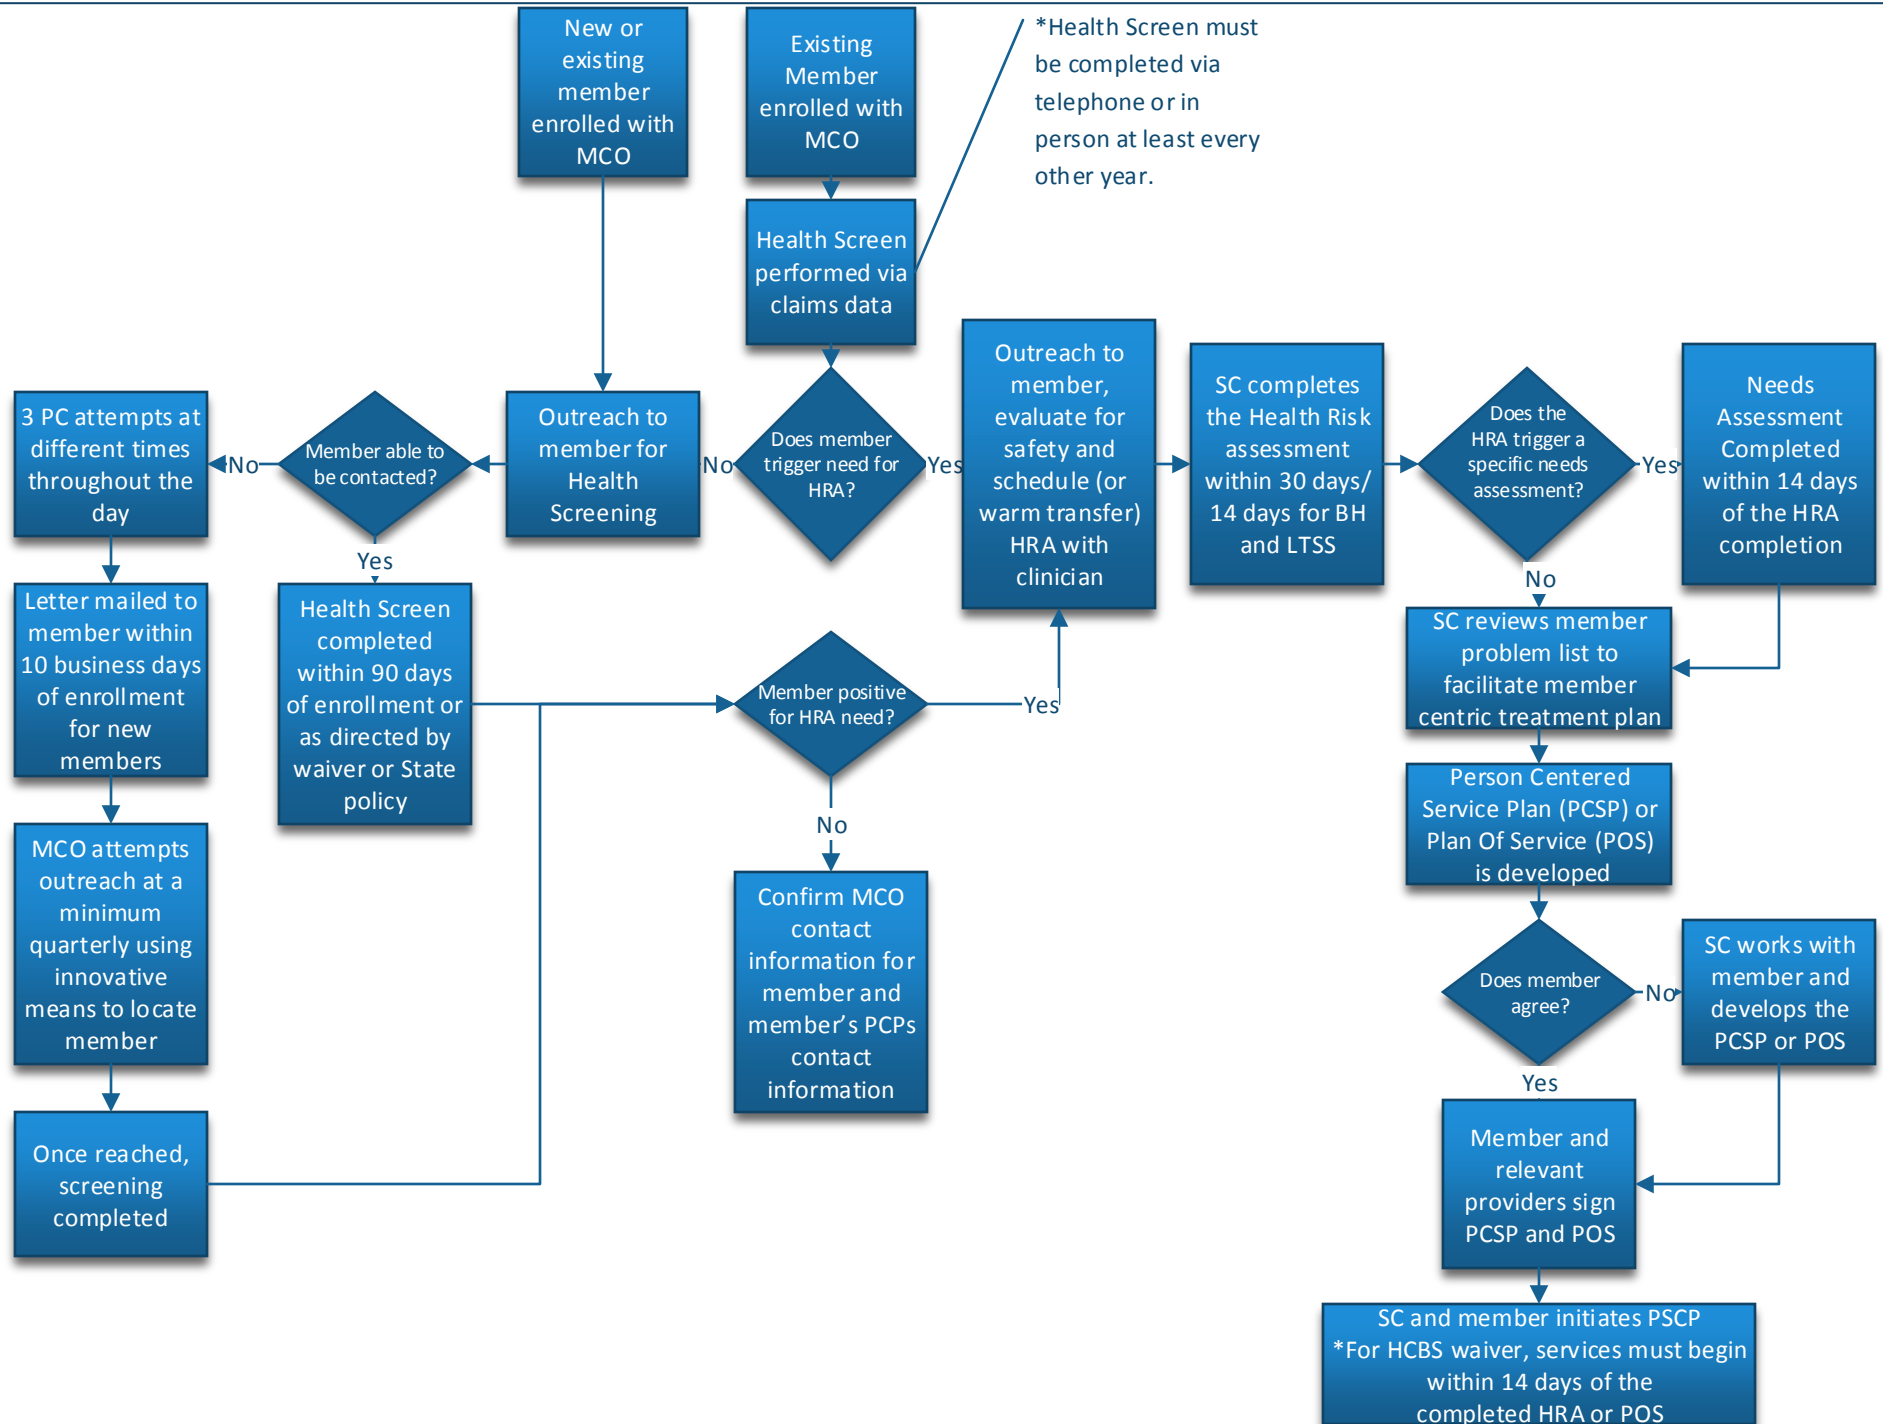 New or
existing
member
enrolled with
MCO
Existing
Member
enrolled with
MCO
*Health Screen must
be completed via
telephone or in
person at least every
other year.
Health Screen
performed via
claims data
3 PC attempts at
different times
throughout the
day
No
Member able to
be contacted?
Outreach to
member for
Health
Screening
No
Does member
trigger need for
HRA?
Yes
Outreach to
member,
evaluate for
safety and
schedule (or
warm transfer)
HRA with
clinician
SC completes
the Health Risk
assessment
within 30 days/
14 days for BH
and LTSS
Does the
HRA trigger a
specific needs
assessment?
Yes
Needs
Assessment
Completed
within 14 days
of the HRA
completion
Yes
No
Letter mailed to
member within
10 business days
of enrollment
for new
members
Health Screen
completed
within 90 days
of enrollment or
as directed by
waiver or State
policy
Member positive
for HRA need?
Yes
SC reviews member
problem list to
facilitate member
centric treatment plan
Person Centered
Service Plan (PCSP) or
Plan Of Service (POS)
is developed
No
MCO attempts
outreach at a
minimum
quarterly using
innovative
means to locate
member
Confirm MCO
contact
information for
member and
member's PCPs
contact
information
Does member
agree?
No
SC works with
member and
develops the
PCSP or POS
Yes
Once reached,
screening
completed
Member and
relevant
providers sign
PCSP and POS
SC and member initiates PSCP
*For HCBS waiver, services must begin
within 14 days of the
completed HRA or POS